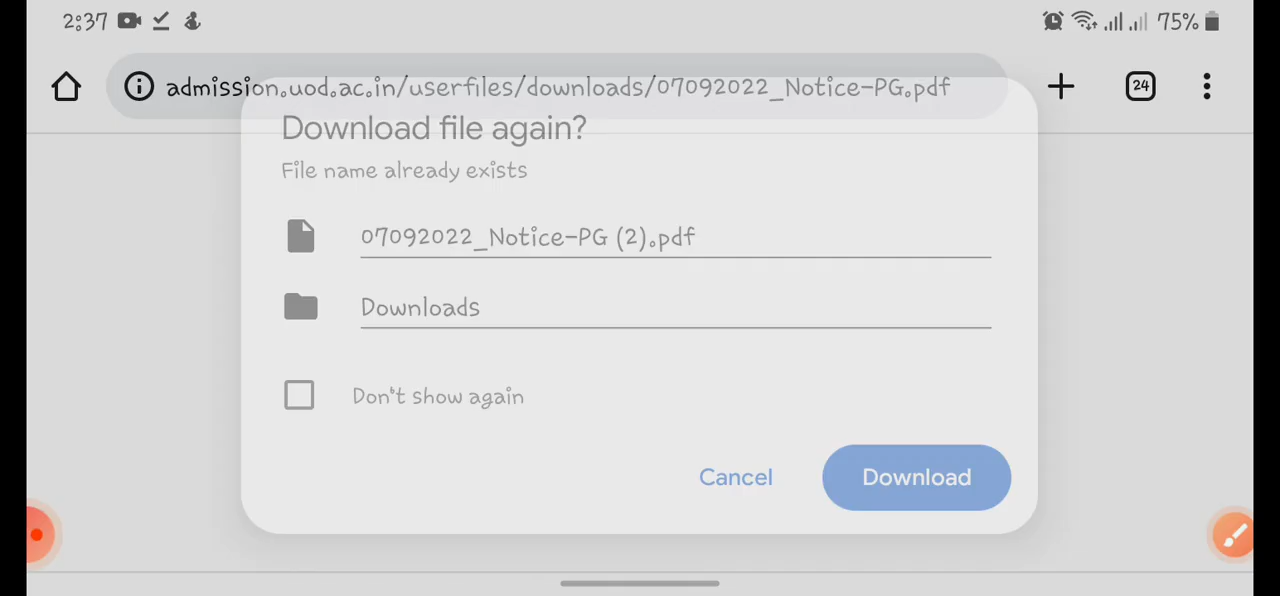 2:37
75%
admission.uod.ac.in/userfiles/downloads/07092022_Notice-PG.pdf
24
Download file again?
File name already exists
07092022_Notice-PG (2).pdf
Downloads
Don't show again
Cancel
Download